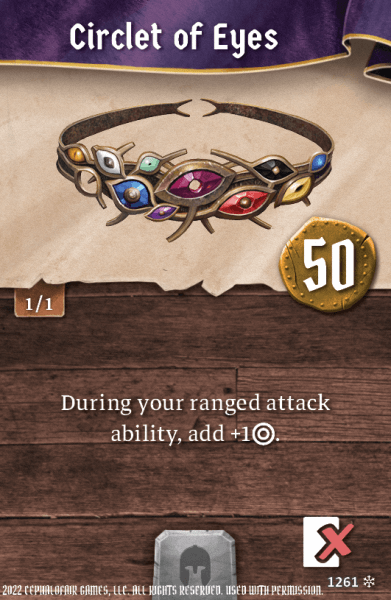 Circlet of Eyes
50
1/1
During your ranged attack
ability, add +1.
1261
2022 CEPHALOFAIR GAMES, LLC. ALL RIGHTS RESERVED. USED WITH PERMISSION.